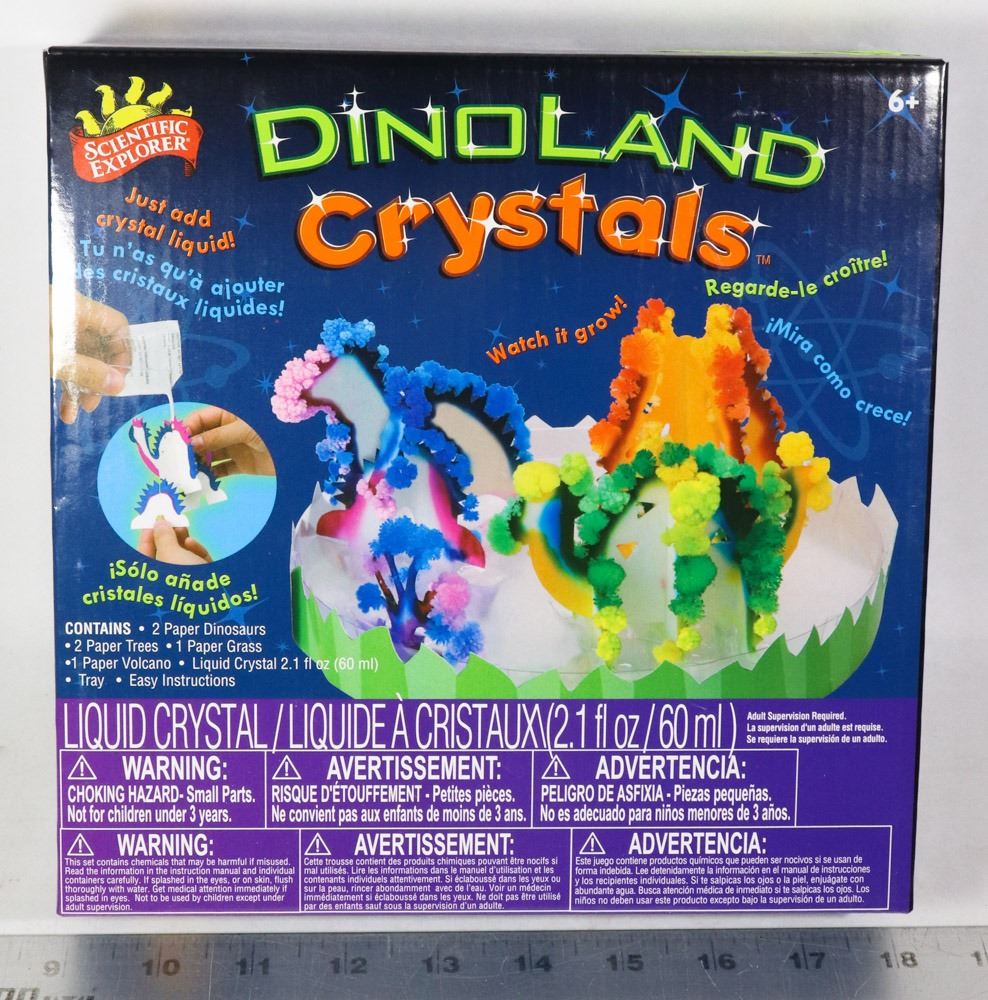 SCIENTIFIC
EXPLORER®
DINOLAND
Crystals™
6+
Just add
crystal liquid!
Tu n'as qu'à ajouter
des cristaux liquides!
Watch it grow!
Regarde-le croître!
¡Mira como crece!
¡Sólo añade
cristales líquidos!
CONTAINS • 2 Paper Dinosaurs
• 2 Paper Trees • 1 Paper Grass
•1 Paper Volcano • Liquid Crystal 2.1 fl oz (60 ml)
• Tray • Easy Instructions
LIQUID CRYSTAL / LIQUIDE À CRISTAUX (2.1 fl oz / 60 ml )
Adult Supervision Required.
La supervision d'un adulte est requise.
Se requiere la supervisión de un adulto.
WARNING:
CHOKING HAZARD- Small Parts.
Not for children under 3 years.
AVERTISSEMENT:
RISQUE D'ÉTOUFFEMENT - Petites pièces.
Ne convient pas aux enfants de moins de 3 ans.
ADVERTENCIA:
PELIGRO DE ASFIXIA - Piezas pequeñas.
No es adecuado para niños menores de 3 años.
WARNING:
This set contains chemicals that may be harmful if misused.
Read the information in the instruction manual and individual
containers carefully. If splashed in the eyes, or on skin, flush
thoroughly with water. Get medical attention immediately if
splashed in eyes. Not to be used by children except under
adult supervision.
AVERTISSEMENT:
Cette trousse contient des produits chimiques pouvant être nocifs si
mal utilisés. Lire les informations dans le manuel d'utilisation et les
contenants individuels attentivement. Si éclaboussé dans les yeux ou
sur la peau, rincer abondamment avec de l'eau. Voir un médecin
immédiatement si éclaboussé dans les yeux. Ne doit pas être utilisé
par des enfants sauf sous la supervision d'un adulte.
ADVERTENCIA:
Este juego contiene productos químicos que pueden ser nocivos si se usan de
forma indebida. Lee detenidamente la información en el manual de instrucciones
y los recipientes individuales. Si te salpicas los ojos o la piel, enjuágate con
abundante agua. Busca atención médica de inmediato si te salpicas los ojos. Los
niños no deben usar este producto excepto bajo la supervisión de un adulto.
9 10 11 12 13 14 15 16 17 18